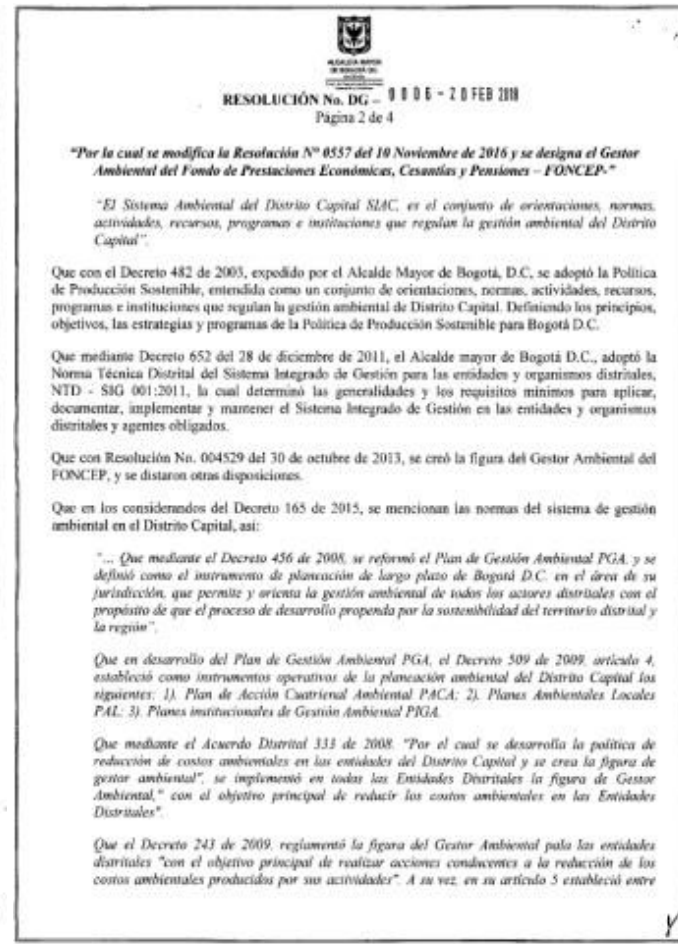 ALCALDÍA MAYOR
DE BOGOTÁ D.C.
RESOLUCIÓN No. DG – 0006 - 20 FEB 2018
Página 2 de 4
"Por la cual se modifica la Resolución N° 0557 del 10 Noviembre de 2016 y se designa el Gestor
Ambiental del Fondo de Prestaciones Económicas, Cesantías y Pensiones – FONCEP-"
"El Sistema Ambiental del Distrito Capital SIAC, es el conjunto de orientaciones, normas,
actividades, recursos, programas e instituciones que regulan la gestión ambiental del Distrito
Capital".
Que con el Decreto 482 de 2003, expedido por el Alcalde Mayor de Bogotá, D.C, se adoptó la Política
de Producción Sostenible, entendida como un conjunto de orientaciones, normas, actividades, recursos,
programas e instituciones que regulan la gestión ambiental de Distrito Capital. Definiendo los principios,
objetivos, las estrategias y programas de la Política de Producción Sostenible para Bogotá D.C.
Que mediante Decreto 652 del 28 de diciembre de 2011, el Alcalde mayor de Bogotá D.C., adoptó la
Norma Técnica Distrital del Sistema Integrado de Gestión para las entidades y organismos distritales,
NTD - SIG 001:2011, la cual determinó las generalidades y los requisitos mínimos para aplicar,
documentar, implementar y mantener el Sistema Integrado de Gestión en las entidades y organismos
distritales y agentes obligados.
Que con Resolución No. 004529 del 30 de octubre de 2013, se creó la figura del Gestor Ambiental del
FONCEP, y se distaron otras disposiciones.
Que en los considerandos del Decreto 165 de 2015, se mencionan las normas del sistema de gestión
ambiental en el Distrito Capital, así:
"... Que mediante el Decreto 456 de 2008, se reformó el Plan de Gestión Ambiental PGA, y se
definió como el instrumento de planeación de largo plazo de Bogotá D.C. en el área de su
jurisdicción, que permite y orienta la gestión ambiental de todos los actores distritales con el
propósito de que el proceso de desarrollo propenda por la sostenibilidad del territorio distrital y
la región".
Que en desarrollo del Plan de Gestión Ambiental PGA, el Decreto 509 de 2009, artículo 4,
estableció como instrumentos operativos de la planeación ambiental del Distrito Capital los
siguientes: 1). Plan de Acción Cuatrienal Ambiental PACA; 2). Planes Ambientales Locales
PAL; 3). Planes institucionales de Gestión Ambiental PIGA.
Que mediante el Acuerdo Distrital 333 de 2008, "Por el cual se desarrolla la política de
reducción de costos ambientales en las entidades del Distrito Capital y se crea la figura de
gestor ambiental", se implementó en todas las Entidades Distritales la figura de Gestor
Ambiental," con el objetivo principal de reducir los costos ambientales en las Entidades
Distritales".
Que el Decreto 243 de 2009, reglamentó la figura del Gestor Ambiental pala las entidades
distritales "con el objetivo principal de realizar acciones conducentes a la reducción de los
costos ambientales producidos por sus actividades". A su vez, en su artículo 5 estableció entre